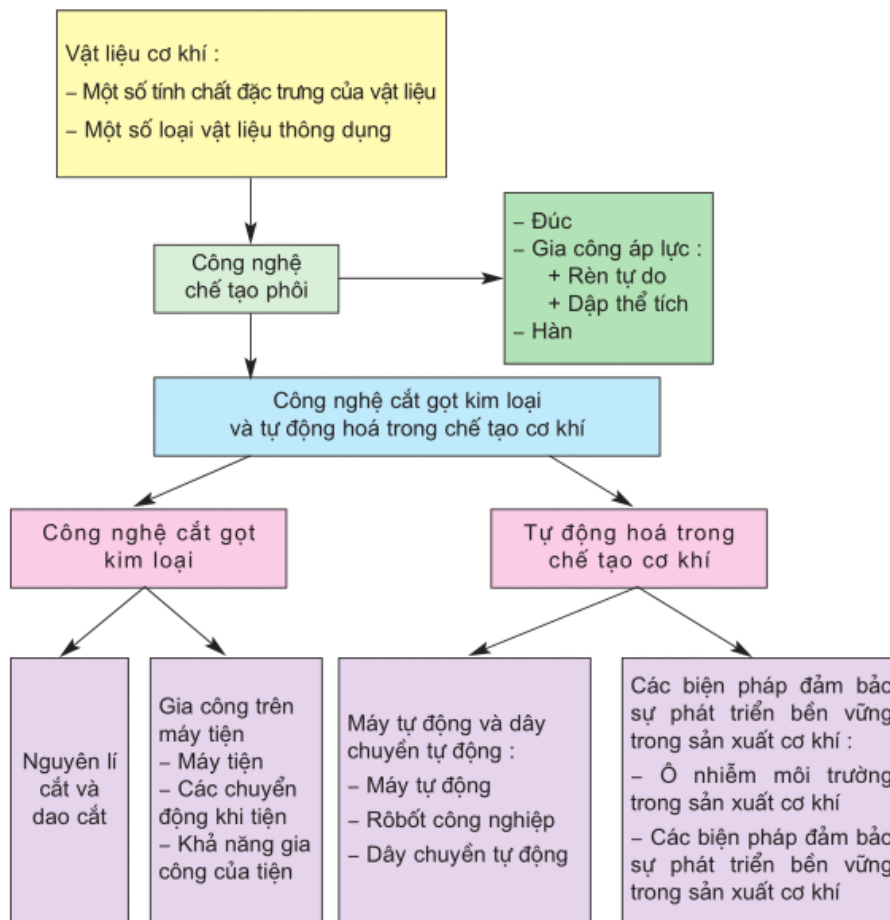 Vật liệu cơ khí :
– Một số tính chất đặc trưng của vật liệu
– Một số loại vật liệu thông dụng
Công nghệ
chế tạo phôi
– Đúc
– Gia công áp lực :
+ Rèn tự do
+ Dập thể tích
– Hàn
Công nghệ cắt gọt kim loại
và tự động hoá trong chế tạo cơ khí
Công nghệ cắt gọt
kim loại
Tự động hoá trong
chế tạo cơ khí
Nguyên lí
cắt và
dao cắt
Gia công trên
máy tiện
– Máy tiện
– Các chuyển
động khi tiện
– Khả năng gia
công của tiện
Máy tự động và dây
chuyền tự động :
– Máy tự động
– Rôbốt công nghiệp
– Dây chuyền tự động
Các biện pháp đảm bảo
sự phát triển bền vững
trong sản xuất cơ khí :
– Ô nhiễm môi trường
trong sản xuất cơ khí
– Các biện pháp đảm bảo
sự phát triển bền vững
trong sản xuất cơ khí